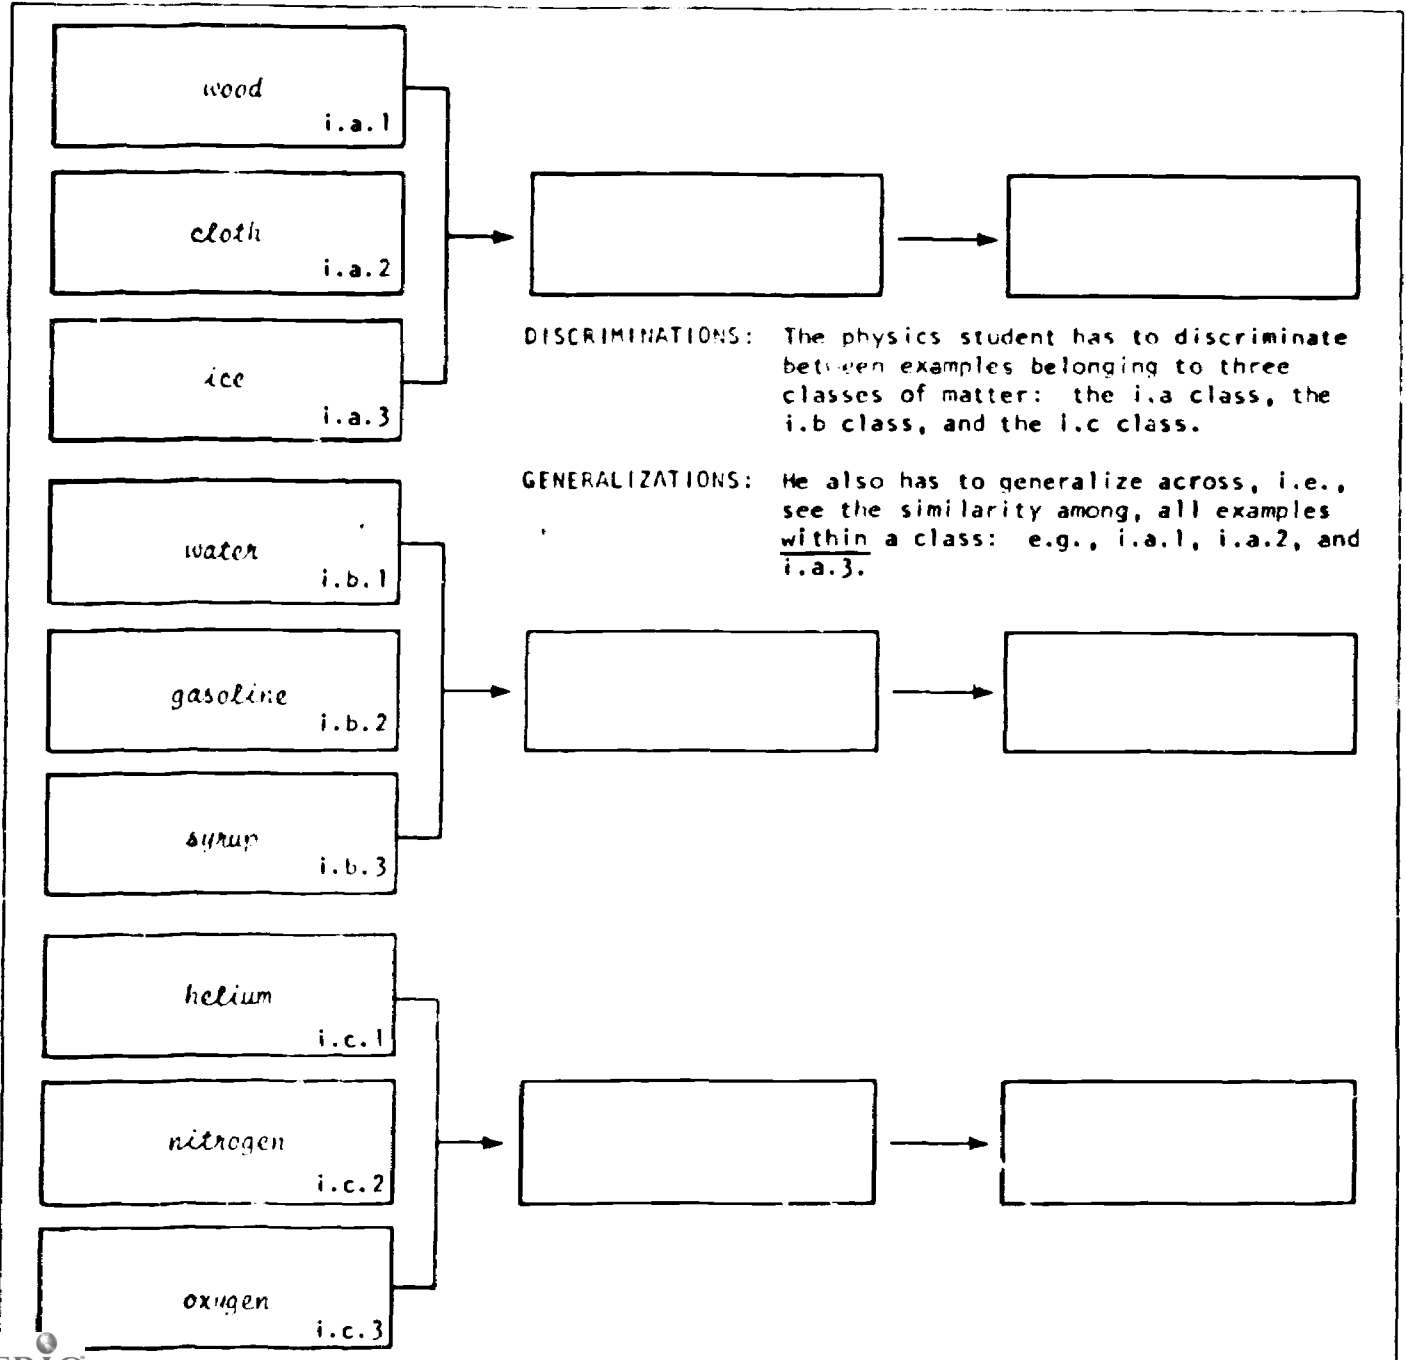 wood
i.a.1
cloth
i.a.2
ice
i.a.3
DISCRIMINATIONS: The physics student has to discriminate
between examples belonging to three
classes of matter: the i.a class, the
i.b class, and the i.c class.
GENERALIZATIONS: He also has to generalize across, i.e.,
see the similarity among, all examples
within a class: e.g., i.a.1, i.a.2, and
i.a.3.
water
i.b.1
gasoline
i.b.2
syrup
i.b.3
helium
i.c.1
nitrogen
i.c.2
oxygen
i.c.3